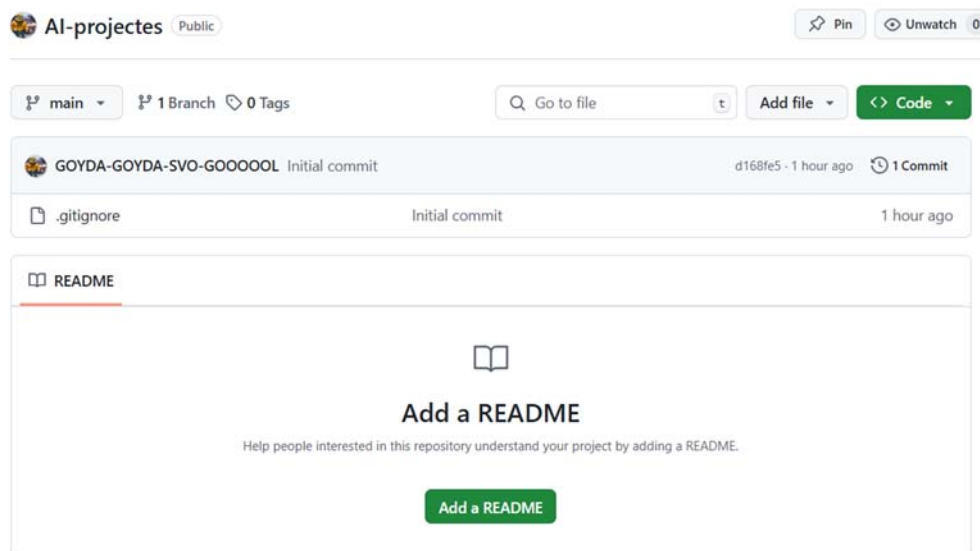 AI-projectes Public Pin Unwatch 0
main 1 Branch 0 Tags Go to file t Add file Code
GOYDA-GOYDA-SVO-GOOOOOL Initial commit d168fe5 · 1 hour ago 1 Commit
.gitignore Initial commit 1 hour ago
README
Add a README
Help people interested in this repository understand your project by adding a README.
Add a README